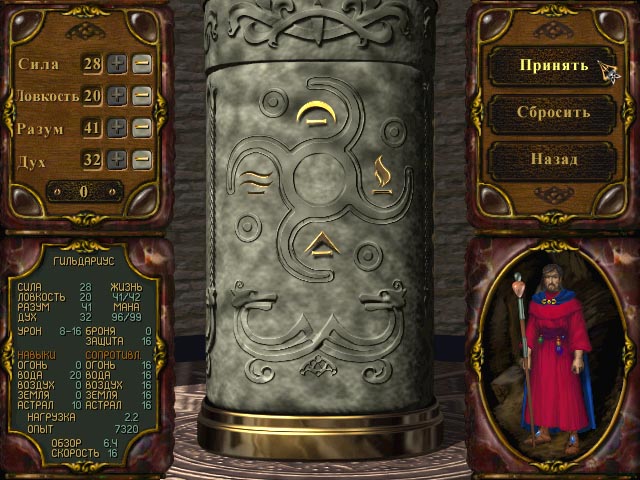 Сила 28
Ловкость 20
Разум 41
Дух 32
0
Принять
Сбросить
Назад
ГИЛЬДАРИУС
СИЛА 28 ЖИЗНЬ
ЛОВКОСТЬ 20 41/42
РАЗУМ 41 МАНА
ДУХ 32 96/99
УРОН 8-16 БРОНЯ 0
ЗАЩИТА 16
НАВЫКИ СОПРОТИВЛ.
ОГОНЬ 0 ОГОНЬ 16
ВОДА 20 ВОДА 16
ВОЗДУХ 0 ВОЗДУХ 16
ЗЕМЛЯ 0 ЗЕМЛЯ 16
АСТРАЛ 10 АСТРАЛ 16
НАГРУЗКА 2.2
ОПЫТ 7320
ОБЗОР 6.4
СКОРОСТЬ 16